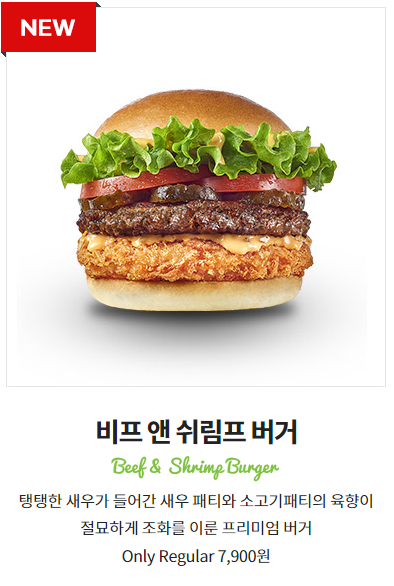 NEW
비프 앤 쉬림프 버거
Beef & Shrimp Burger
탱탱한 새우가 들어간 새우 패티와 소고기패티의 육향이
절묘하게 조화를 이룬 프리미엄 버거
Only Regular 7,900원